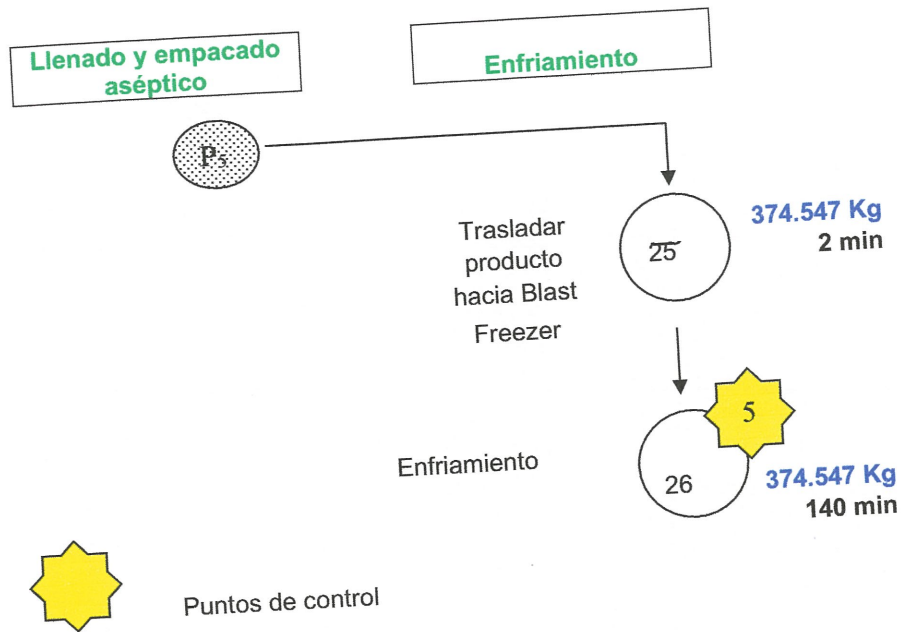 Llenado y empacado
aséptico
Enfriamiento
P5
Trasladar
producto
hacia Blast
Freezer
25
374.547 Kg
2 min
5
Enfriamiento
26
374.547 Kg
140 min
Puntos de control